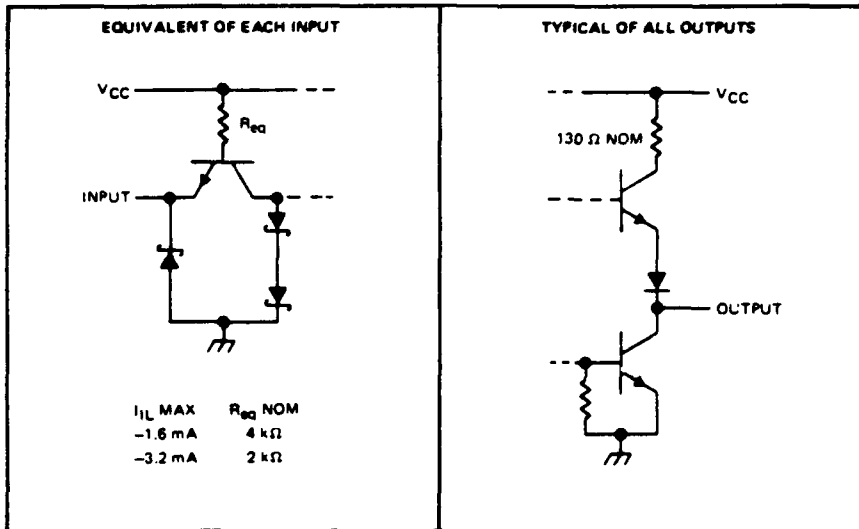 EQUIVALENT OF EACH INPUT
VCC
Req
INPUT
IIL MAX Req NOM
−1.6 mA 4 kΩ
−3.2 mA 2 kΩ
TYPICAL OF ALL OUTPUTS
VCC
130 Ω NOM
OUTPUT